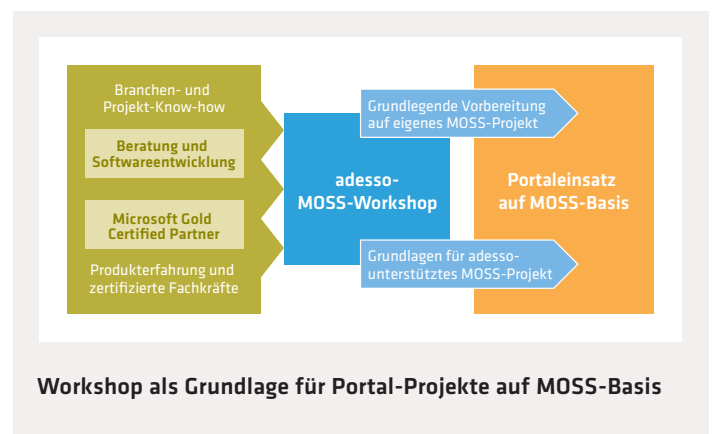 Branchen- und
Projekt-Know-how
Beratung und
Softwareentwicklung
Microsoft Gold
Certified Partner
Produkterfahrung und
zertifizierte Fachkräfte
adesso-
MOSS-Workshop
Grundlegende Vorbereitung
auf eigenes MOSS-Projekt
Grundlagen für adesso-
unterstütztes MOSS-Projekt
Portaleinsatz
auf MOSS-Basis
Workshop als Grundlage für Portal-Projekte auf MOSS-Basis